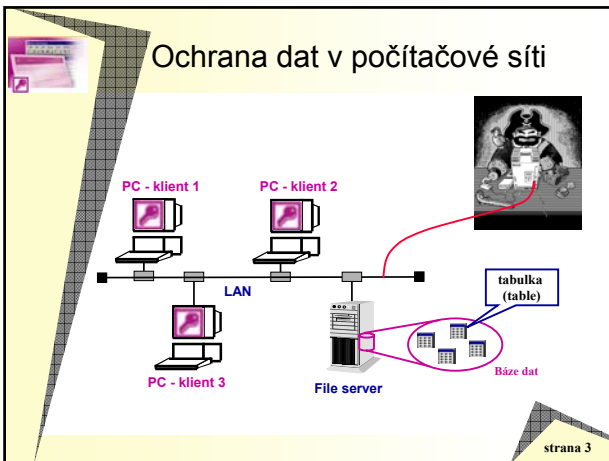 Ochrana dat v počítačové síti
PC - klient 1
PC - klient 2
LAN
tabulka
(table)
PC - klient 3
File server
Báze dat
strana 3